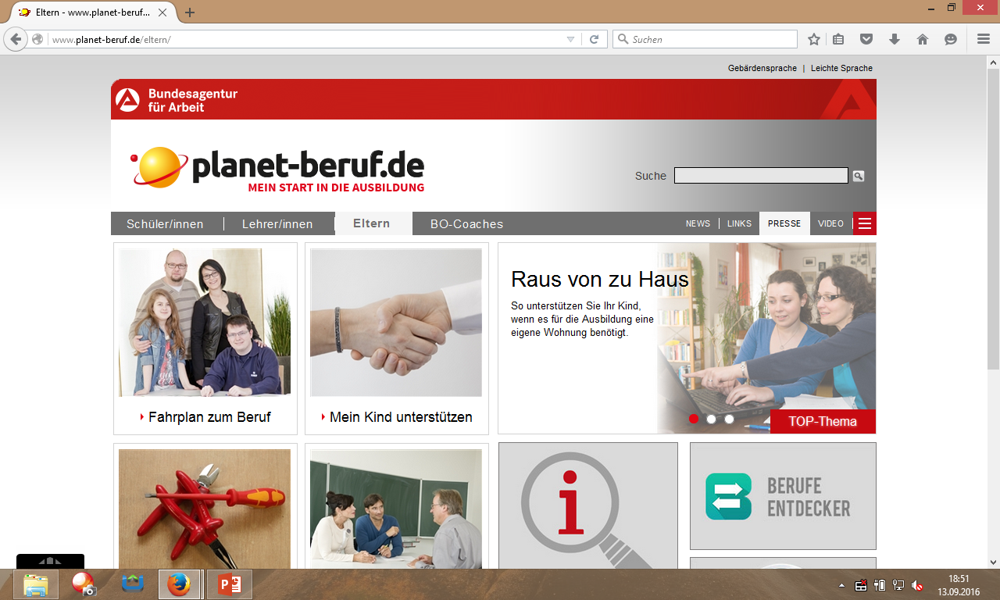 Eltern - www.planet-beruf...
www.planet-beruf.de/eltern/
Suchen
Gebärdensprache | Leichte Sprache
Bundesagentur
für Arbeit
planet-beruf.de
MEIN START IN DIE AUSBILDUNG
Suche
Schüler/innen
Lehrer/innen
Eltern
BO-Coaches
NEWS
LINKS
PRESSE
VIDEO
Raus von zu Haus
So unterstützen Sie Ihr Kind,
wenn es für die Ausbildung eine
eigene Wohnung benötigt.
Fahrplan zum Beruf
Mein Kind unterstützen
TOP-Thema
i
BERUFE
ENTDECKER
18:51
13.09.2016